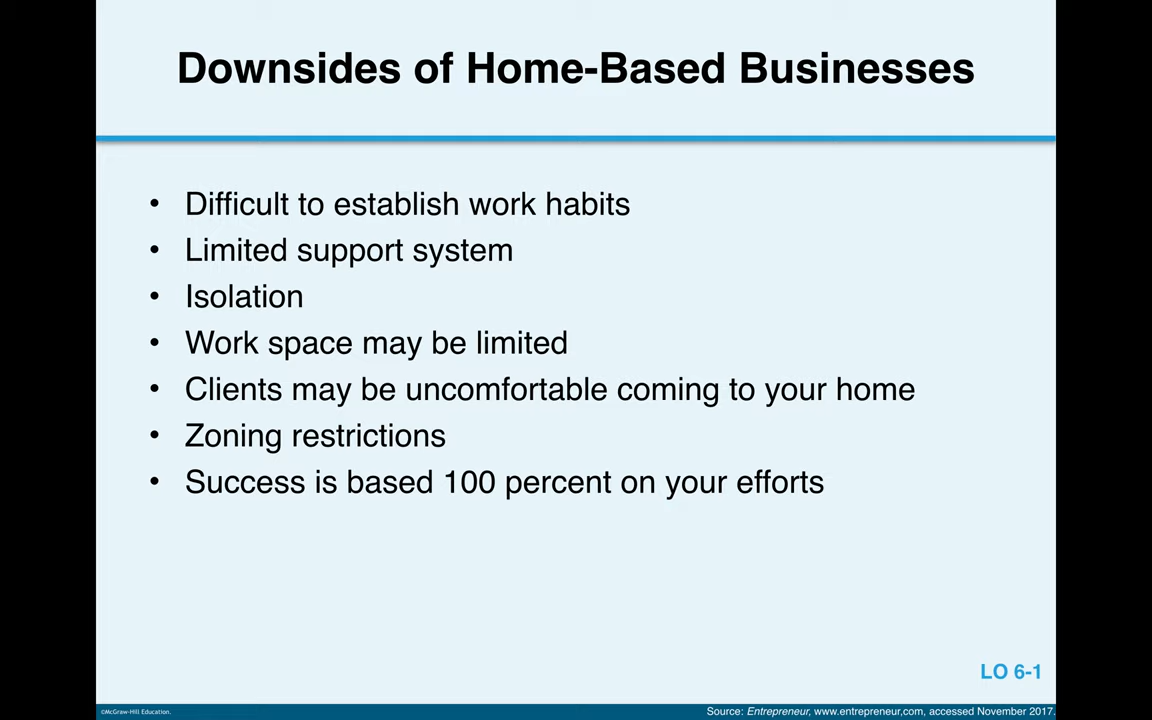 Downsides of Home-Based Businesses
• Difficult to establish work habits
• Limited support system
• Isolation
• Work space may be limited
• Clients may be uncomfortable coming to your home
• Zoning restrictions
• Success is based 100 percent on your efforts
LO 6-1
©McGraw-Hill Education.
Source: Entrepreneur, www.entrepreneur,com, accessed November 2017.